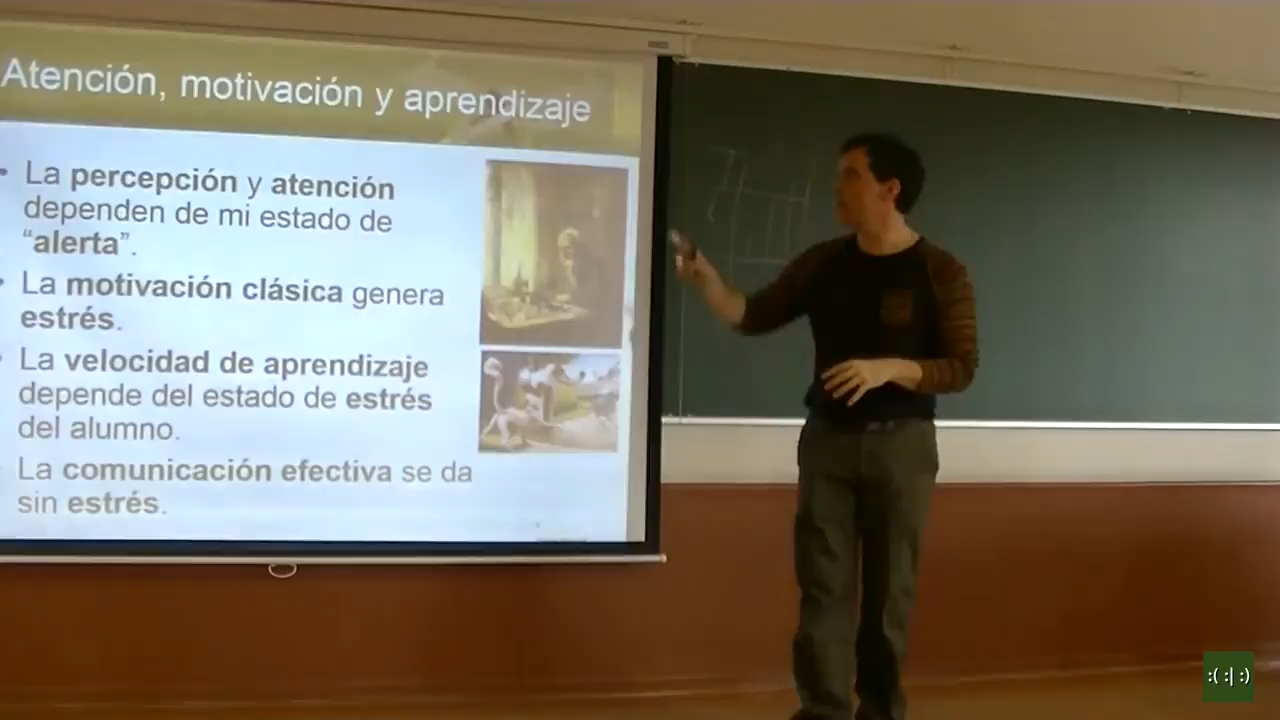 Atención, motivación y aprendizaje
La percepción y atención
dependen de mi estado de
“alerta”.
La motivación clásica genera
estrés.
La velocidad de aprendizaje
depende del estado de estrés
del alumno.
La comunicación efectiva se da
sin estrés.
:( :| :)